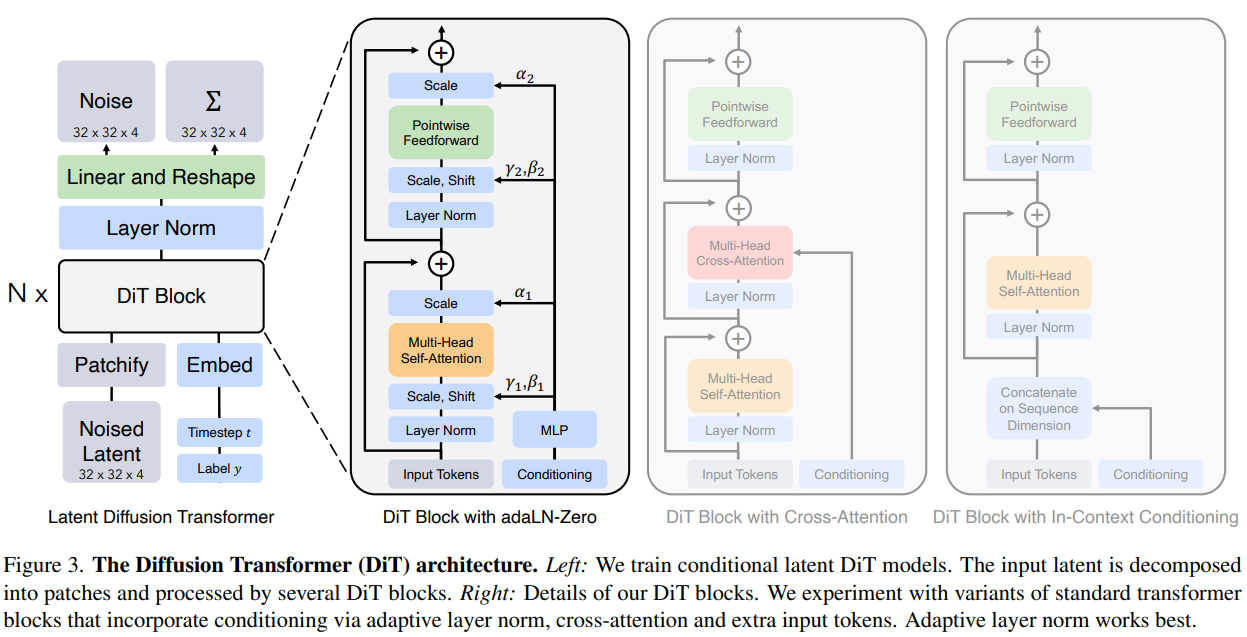 Noise
32 x 32 x 4
Σ
32 x 32 x 4
Linear and Reshape
Layer Norm
N x
DiT Block
Patchify
Embed
Noised
Latent
32 x 32 x 4
Timestep t
Label y
Latent Diffusion Transformer
+
α₂
Scale
Pointwise
Feedforward
γ₂,β₂
Scale, Shift
Layer Norm
+
α₁
Scale
Multi-Head
Self-Attention
γ₁,β₁
Scale, Shift
Layer Norm
MLP
Input Tokens
Conditioning
DiT Block with adaLN-Zero
+
Pointwise
Feedforward
Layer Norm
+
Multi-Head
Cross-Attention
Layer Norm
+
Multi-Head
Self-Attention
Layer Norm
Input Tokens
Conditioning
DiT Block with Cross-Attention
+
Pointwise
Feedforward
Layer Norm
+
Multi-Head
Self-Attention
Layer Norm
Concatenate
on Sequence
Dimension
Input Tokens
Conditioning
DiT Block with In-Context Conditioning
Figure 3. The Diffusion Transformer (DiT) architecture. Left: We train conditional latent DiT models. The input latent is decomposed
into patches and processed by several DiT blocks. Right: Details of our DiT blocks. We experiment with variants of standard transformer
blocks that incorporate conditioning via adaptive layer norm, cross-attention and extra input tokens. Adaptive layer norm works best.